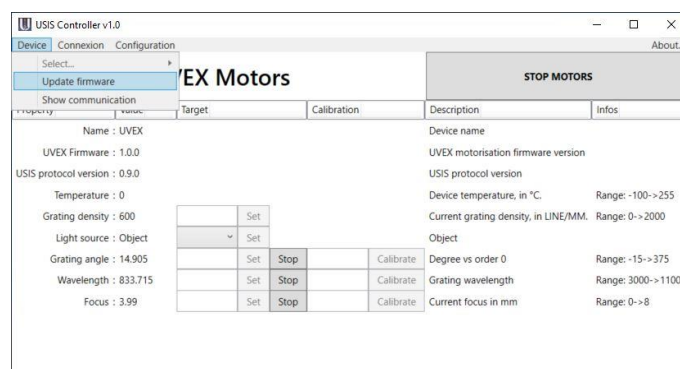 USIS Controller v1.0
Device Connexion Configuration About.
Select...
Update firmware
Show communication
VEX Motors
STOP MOTORS
Property Value Target Calibration Description Infos
Name : UVEX Device name
UVEX Firmware : 1.0.0 UVEX motorisation firmware version
USIS protocol version : 0.9.0 USIS protocol version
Temperature : 0 Device temperature, in °C. Range: -100->255
Grating density : 600 Set Current grating density, in LINE/MM. Range: 0->2000
Light source : Object Set Object
Grating angle : 14.905 Set Stop Calibrate Degree vs order 0 Range: -15->375
Wavelength : 833.715 Set Stop Calibrate Grating wavelength Range: 3000->1100
Focus : 3.99 Set Stop Calibrate Current focus in mm Range: 0->8